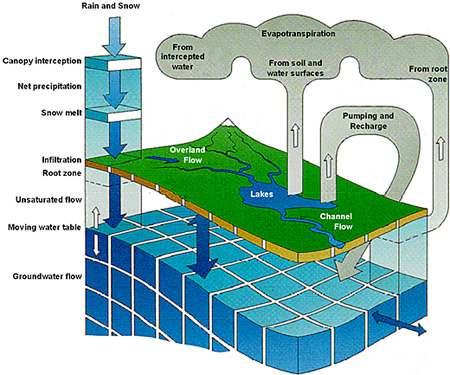 Rain and Snow
Canopy interception
Net precipitation
Snow melt
Infiltration
Root zone
Unsaturated flow
Moving water table
Groundwater flow
Evapotranspiration
From
intercepted
water
From soil and
water surfaces
From root
zone
Pumping and
Recharge
Overland
Flow
Lakes
Channel
Flow